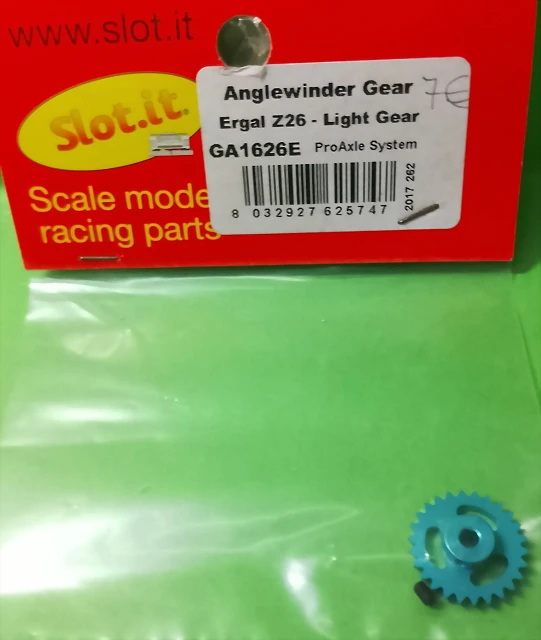 www.slot.it
Slot.it
Scale mode
racing parts
Anglewinder Gear 7€
Ergal Z26 - Light Gear
GA1626E ProAxle System
8 032927 625747
2017 262